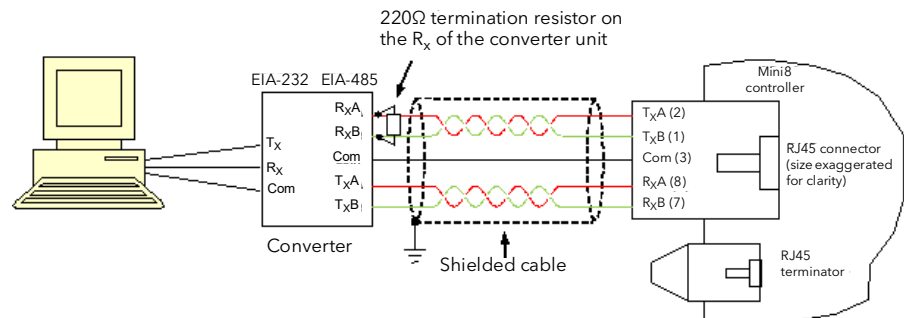 220Ω termination resistor on
the RX of the converter unit
EIA-232 EIA-485
Mini8
controller
RXA
RXB
Com
TXA
TXB
TX
RX
Com
TXA (2)
TXB (1)
Com (3)
RXA (8)
RXB (7)
RJ45 connector
(size exaggerated
for clarity)
Converter
Shielded cable
RJ45
terminator